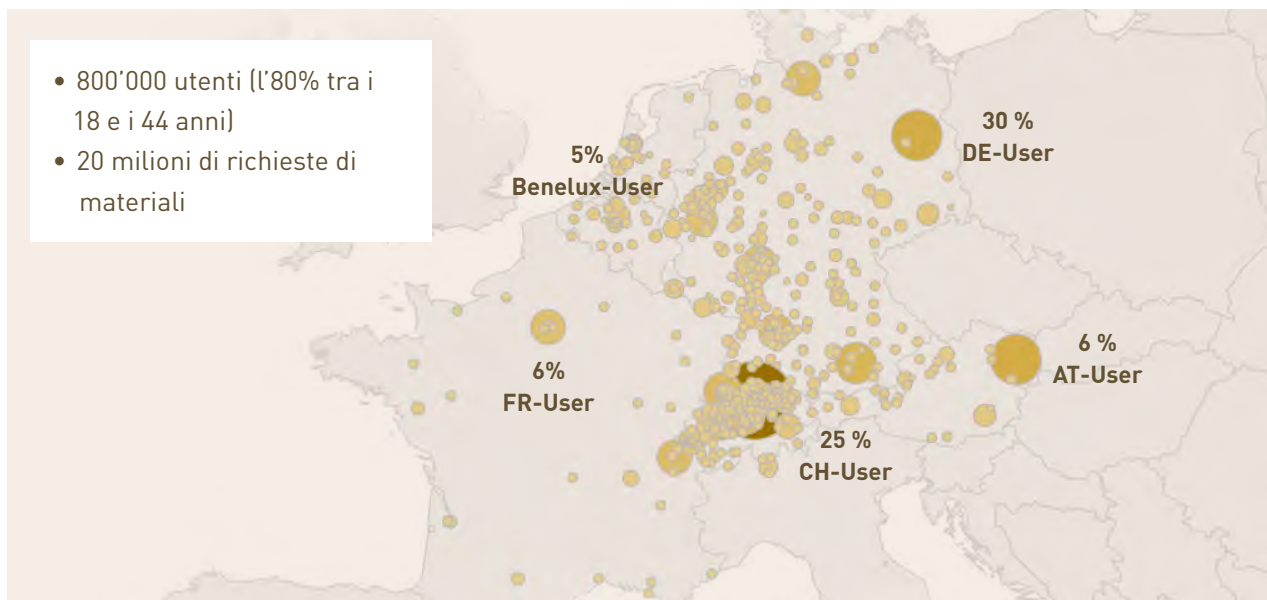 • 800'000 utenti (l'80% tra i
18 e i 44 anni)
• 20 milioni di richieste di
materiali
30 %
DE-User
5%
Benelux-User
6 %
AT-User
6%
FR-User
25 %
CH-User